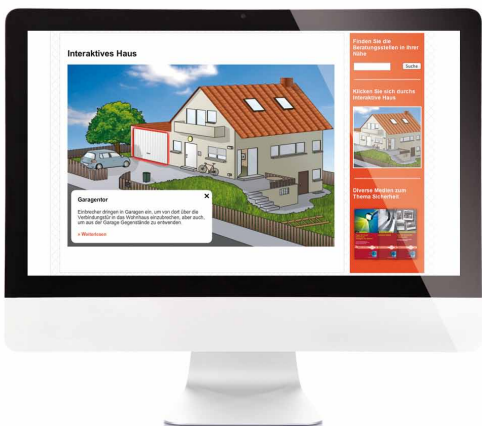 Interaktives Haus
Garagentor
Einbrecher dringen in Garagen ein, um von dort über die
Verbindungstür in das Wohnhaus einzubrechen, aber auch,
um aus der Garage Gegenstände zu entwenden.
» Weiterlesen
Finden Sie die
Beratungsstellen in Ihrer
Nähe
Suche
Klicken Sie sich durchs
Interaktive Haus
Diverse Medien zum
Thema Sicherheit